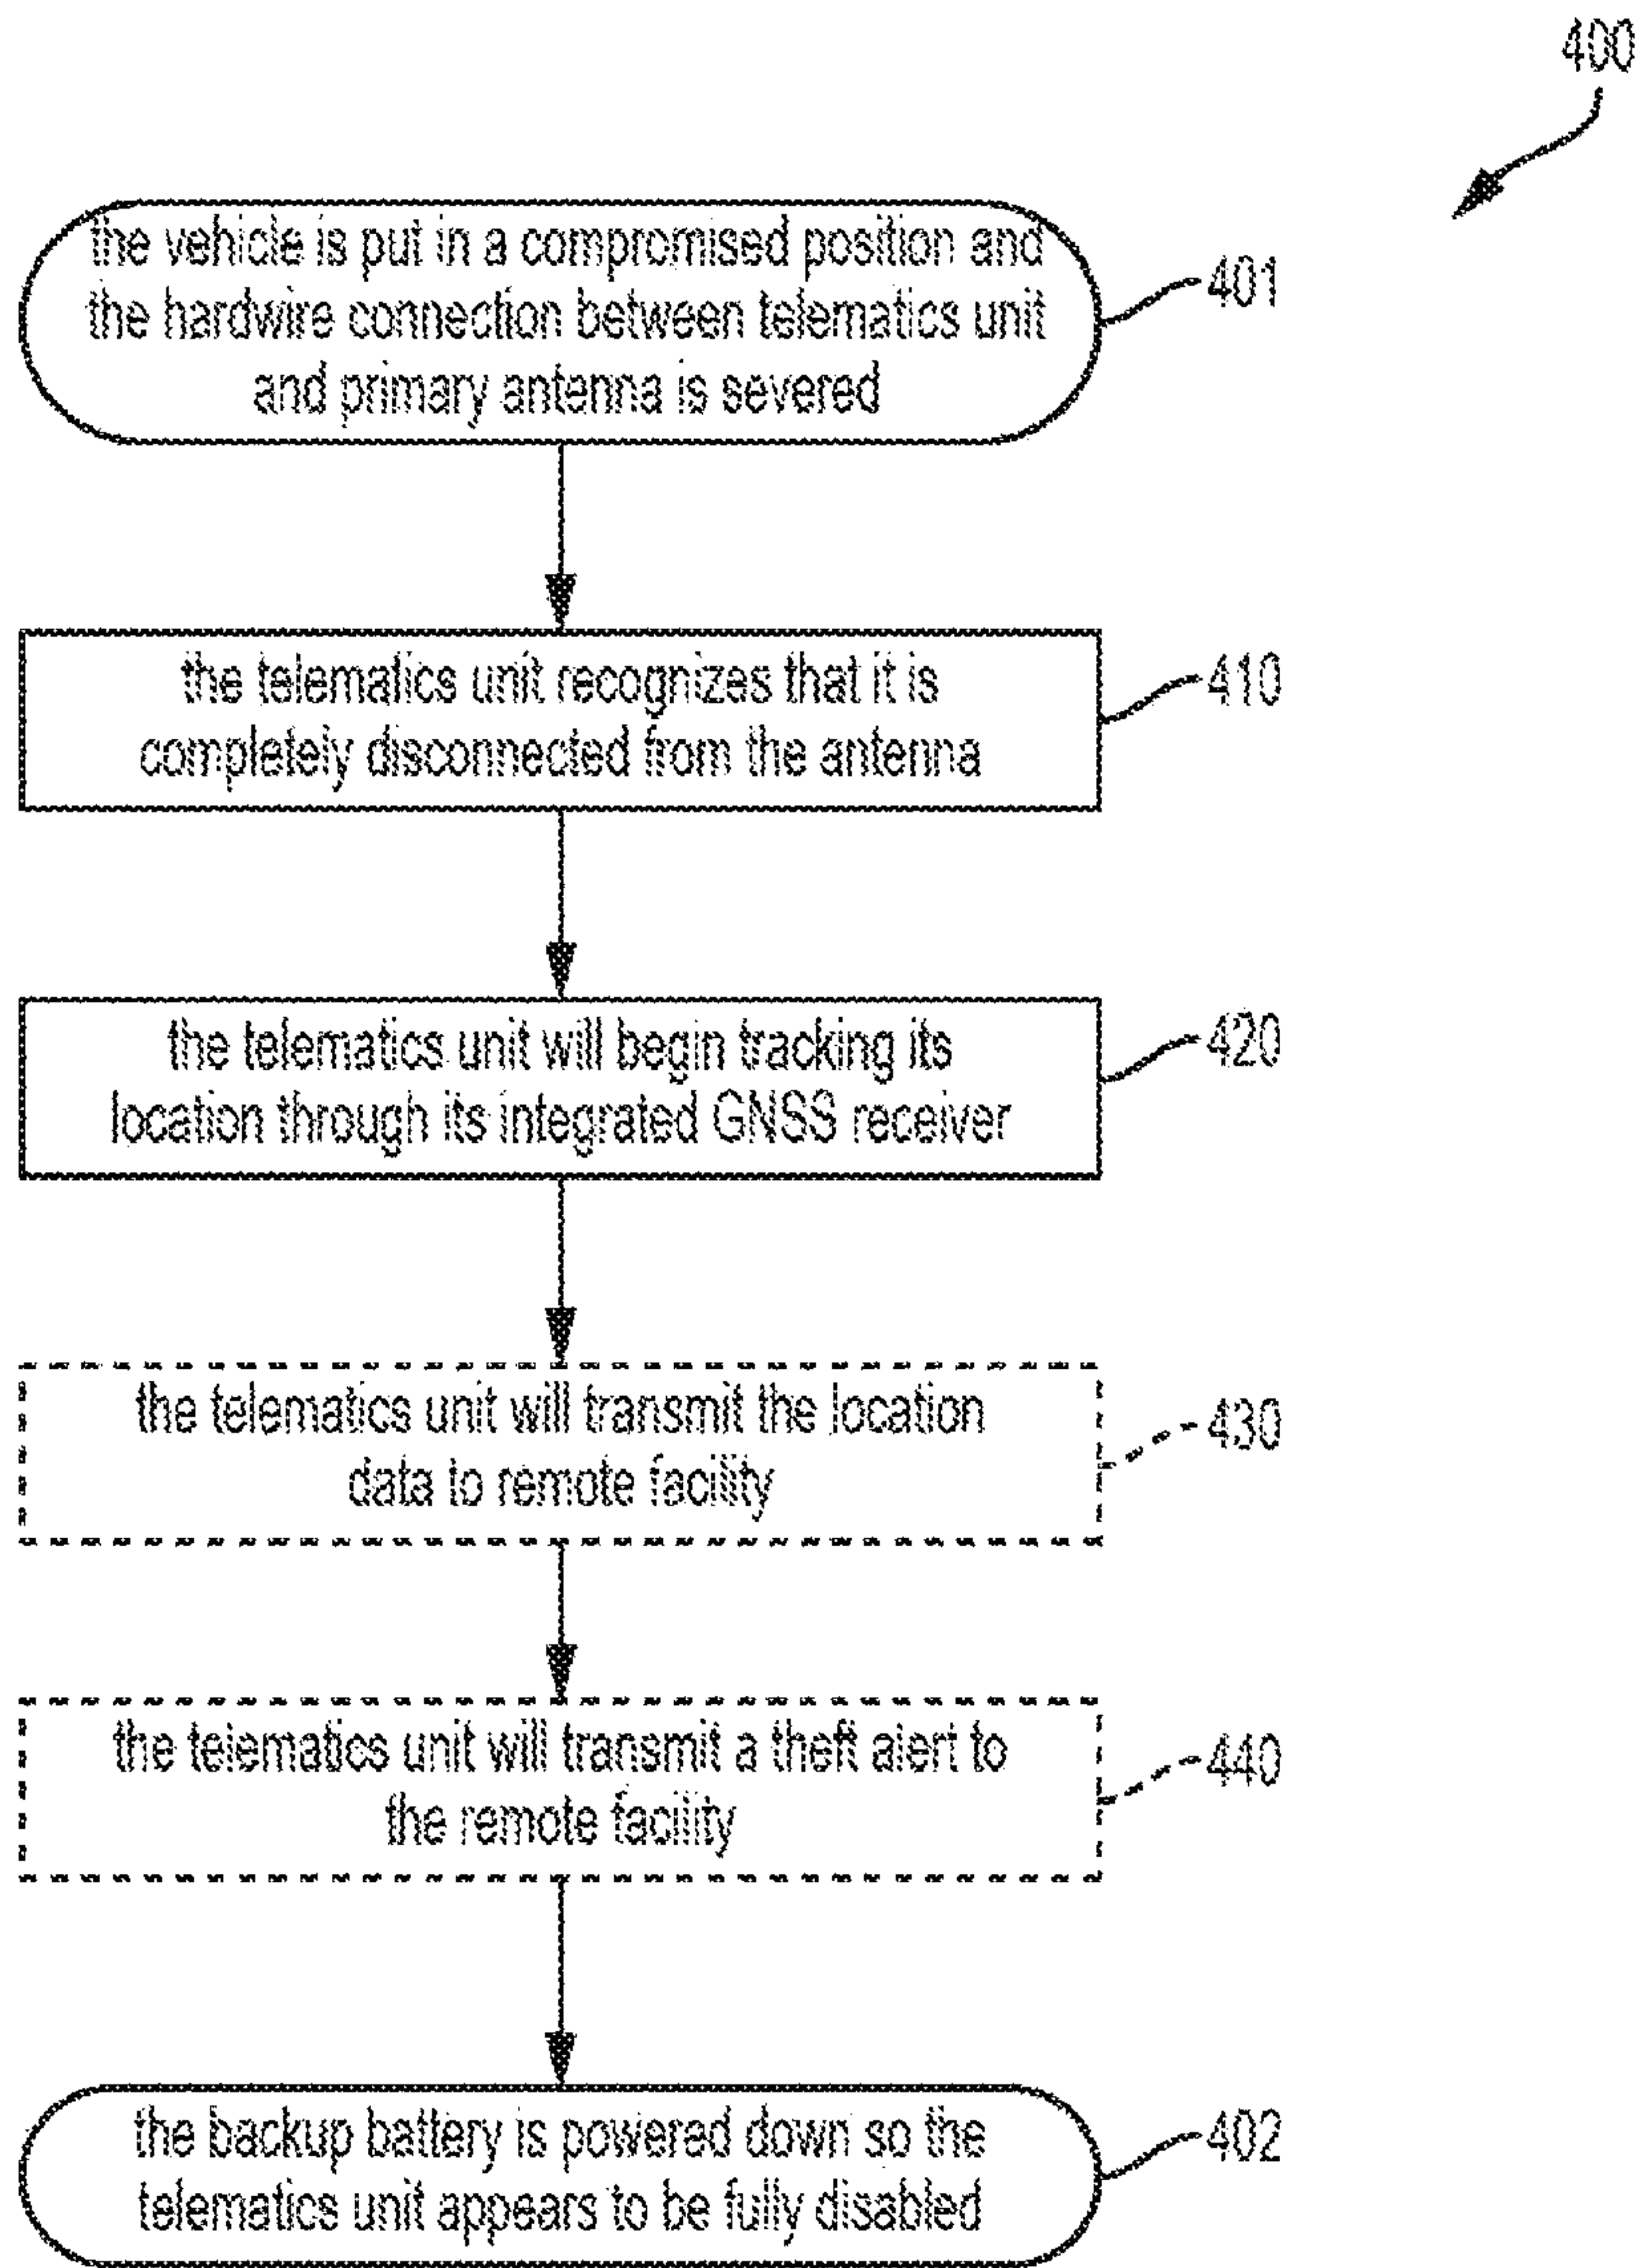 400
the vehicle is put in a compromised position and
the hardwire connection between telematics unit
and primary antenna is severed
401
the telematics unit recognizes that it is
completely disconnected from the antenna
410
the telematics unit will begin tracking its
location through its integrated GNSS receiver
420
the telematics unit will transmit the location
data to remote facility
430
the telematics unit will transmit a theft alert to
the remote facility
440
the backup battery is powered down so the
telematics unit appears to be fully disabled
402